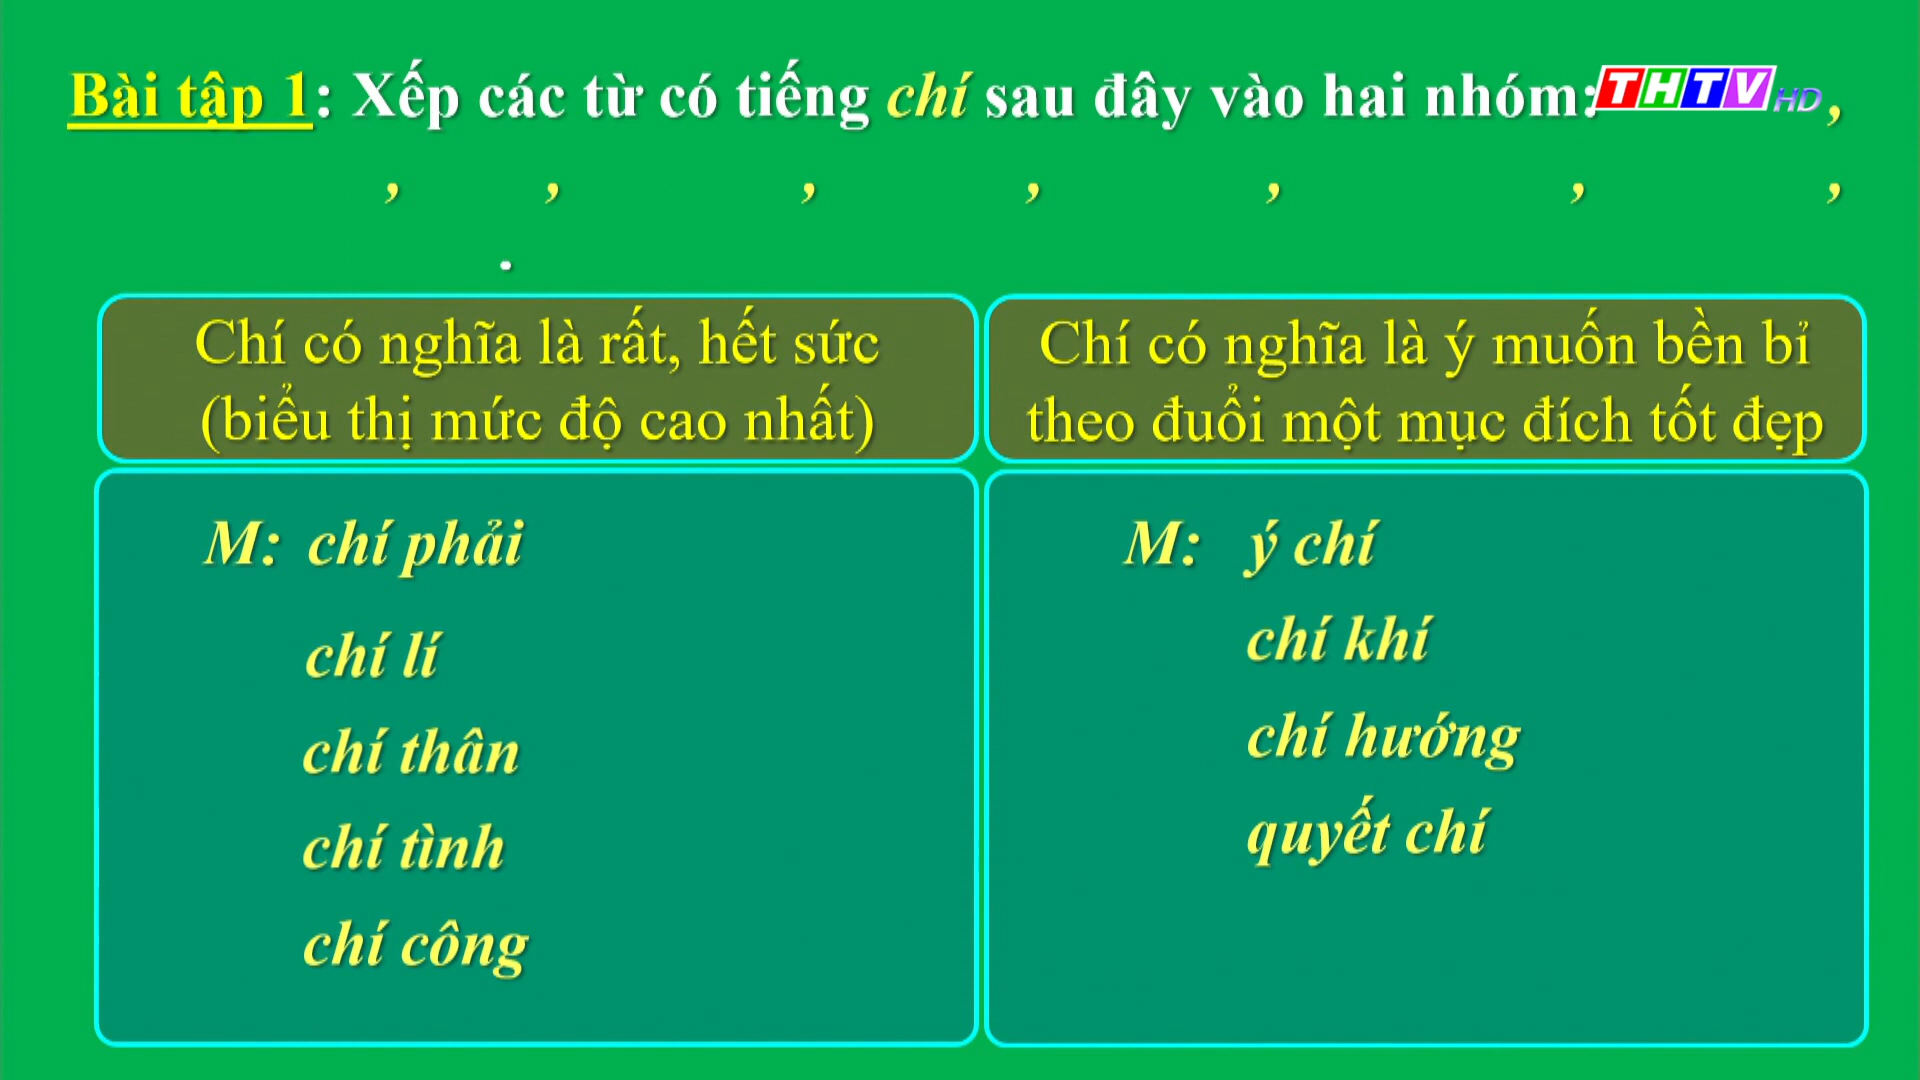 Bài tập 1: Xếp các từ có tiếng chí sau đây vào hai nhóm: THTV HD ,
, , , , , , ,
.
Chí có nghĩa là rất, hết sức
(biểu thị mức độ cao nhất)
Chí có nghĩa là ý muốn bền bỉ
theo đuổi một mục đích tốt đẹp
M: chí phải
chí lí
chí thân
chí tình
chí công
M: ý chí
chí khí
chí hướng
quyết chí